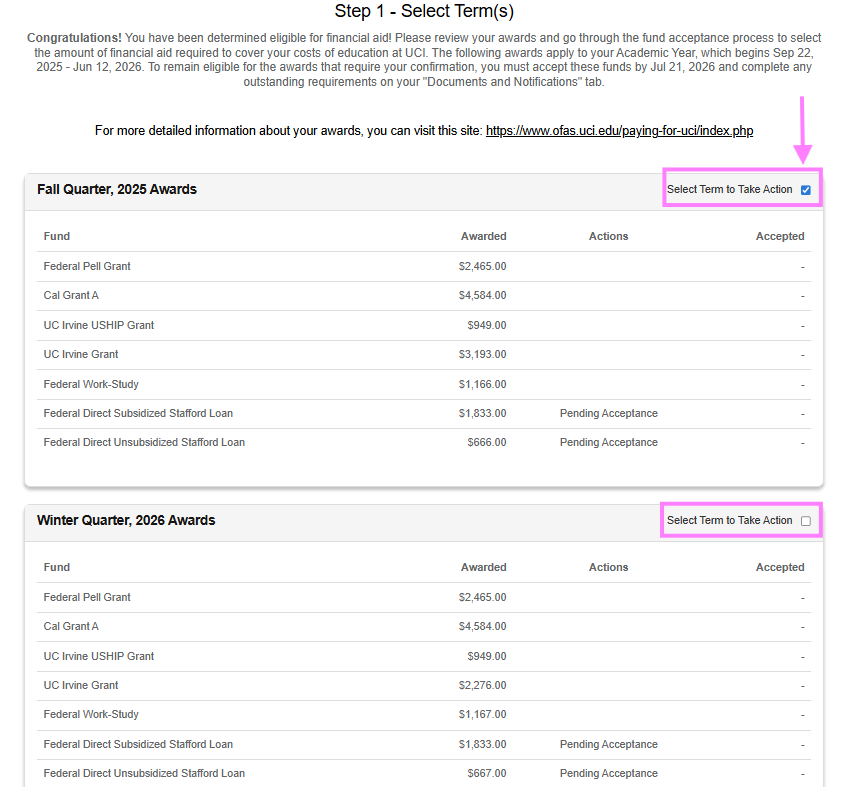 Step 1 - Select Term(s)
Congratulations! You have been determined eligible for financial aid! Please review your awards and go through the fund acceptance process to select
the amount of financial aid required to cover your costs of education at UCI. The following awards apply to your Academic Year, which begins Sep 22,
2025 - Jun 12, 2026. To remain eligible for the awards that require your confirmation, you must accept these funds by Jul 21, 2026 and complete any
outstanding requirements on your "Documents and Notifications" tab.
For more detailed information about your awards, you can visit this site: https://www.ofas.uci.edu/paying-for-uci/index.php
Fall Quarter, 2025 Awards Select Term to Take Action
Fund Awarded Actions Accepted
Federal Pell Grant $2,465.00 -
Cal Grant A $4,584.00 -
UC Irvine USHIP Grant $949.00 -
UC Irvine Grant $3,193.00 -
Federal Work-Study $1,166.00 -
Federal Direct Subsidized Stafford Loan $1,833.00 Pending Acceptance -
Federal Direct Unsubsidized Stafford Loan $666.00 Pending Acceptance -
Winter Quarter, 2026 Awards Select Term to Take Action
Fund Awarded Actions Accepted
Federal Pell Grant $2,465.00 -
Cal Grant A $4,584.00 -
UC Irvine USHIP Grant $949.00 -
UC Irvine Grant $2,276.00 -
Federal Work-Study $1,167.00 -
Federal Direct Subsidized Stafford Loan $1,833.00 Pending Acceptance -
Federal Direct Unsubsidized Stafford Loan $667.00 Pending Acceptance -